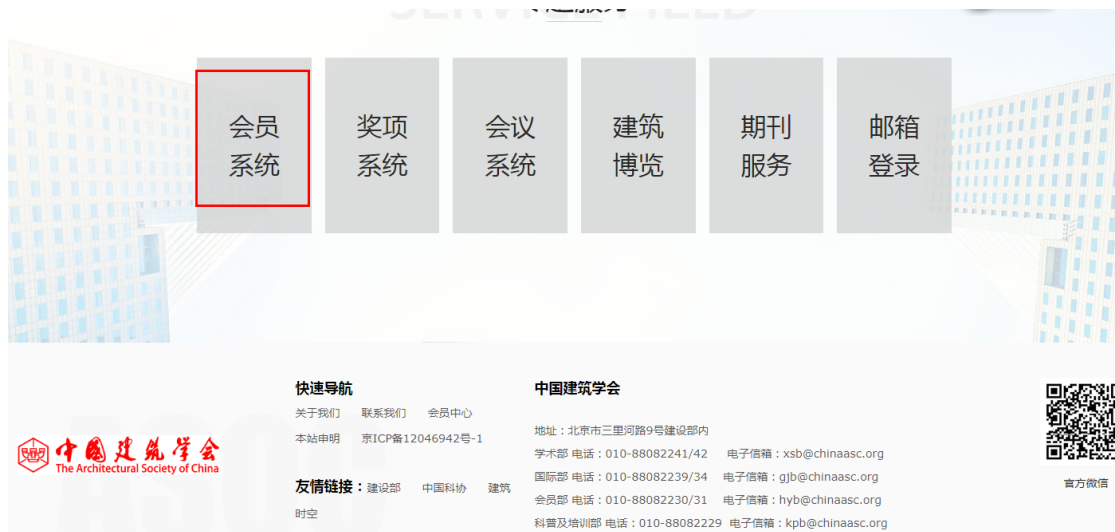 SERVICE FIELD
会员
系统
奖项
系统
会议
系统
建筑
博览
期刊
服务
邮箱
登录
中国建筑学会
The Architectural Society of China
快速导航
关于我们 联系我们 会员中心
本站申明 京ICP备12046942号-1
友情链接：建设部 中国科协 建筑
时空
中国建筑学会
地址：北京市三里河路9号建设部内
学术部 电话：010-88082241/42 电子信箱：xsb@chinaasc.org
国际部 电话：010-88082239/34 电子信箱：gjb@chinaasc.org
会员部 电话：010-88082230/31 电子信箱：hyb@chinaasc.org
科普及培训部 电话：010-88082229 电子信箱：kpb@chinaasc.org
官方微信